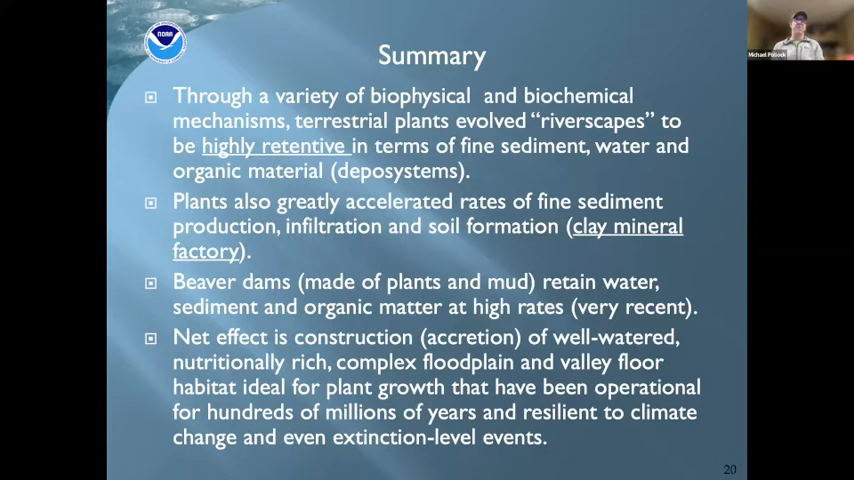 NOAA
Michael Pollock
Summary
Through a variety of biophysical and biochemical
mechanisms, terrestrial plants evolved “riverscapes” to
be highly retentive in terms of fine sediment, water and
organic material (deposystems).
Plants also greatly accelerated rates of fine sediment
production, infiltration and soil formation (clay mineral
factory).
Beaver dams (made of plants and mud) retain water,
sediment and organic matter at high rates (very recent).
Net effect is construction (accretion) of well-watered,
nutritionally rich, complex floodplain and valley floor
habitat ideal for plant growth that have been operational
for hundreds of millions of years and resilient to climate
change and even extinction-level events.
20